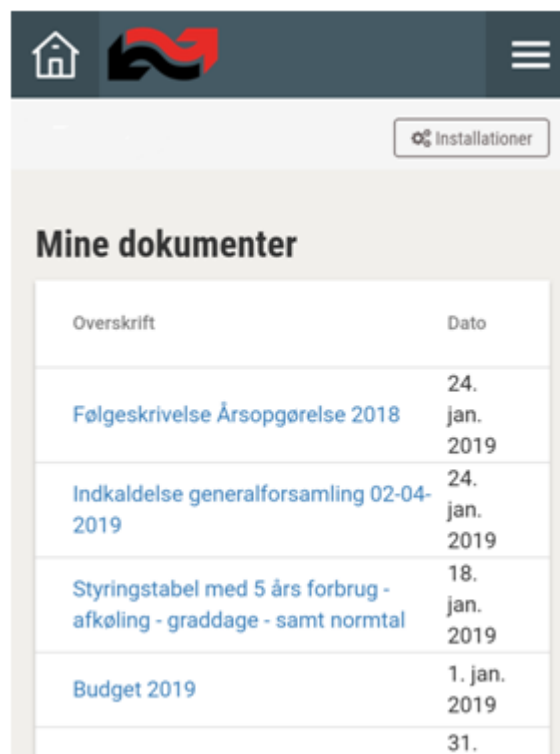 Installationer
Mine dokumenter
Overskrift Dato
Følgeskrivelse Årsopgørelse 2018 24. jan. 2019
Indkaldelse generalforsamling 02-04-
2019 24. jan. 2019
Styringstabel med 5 års forbrug -
afkøling - graddage - samt normtal 18. jan. 2019
Budget 2019 1. jan. 2019
31.